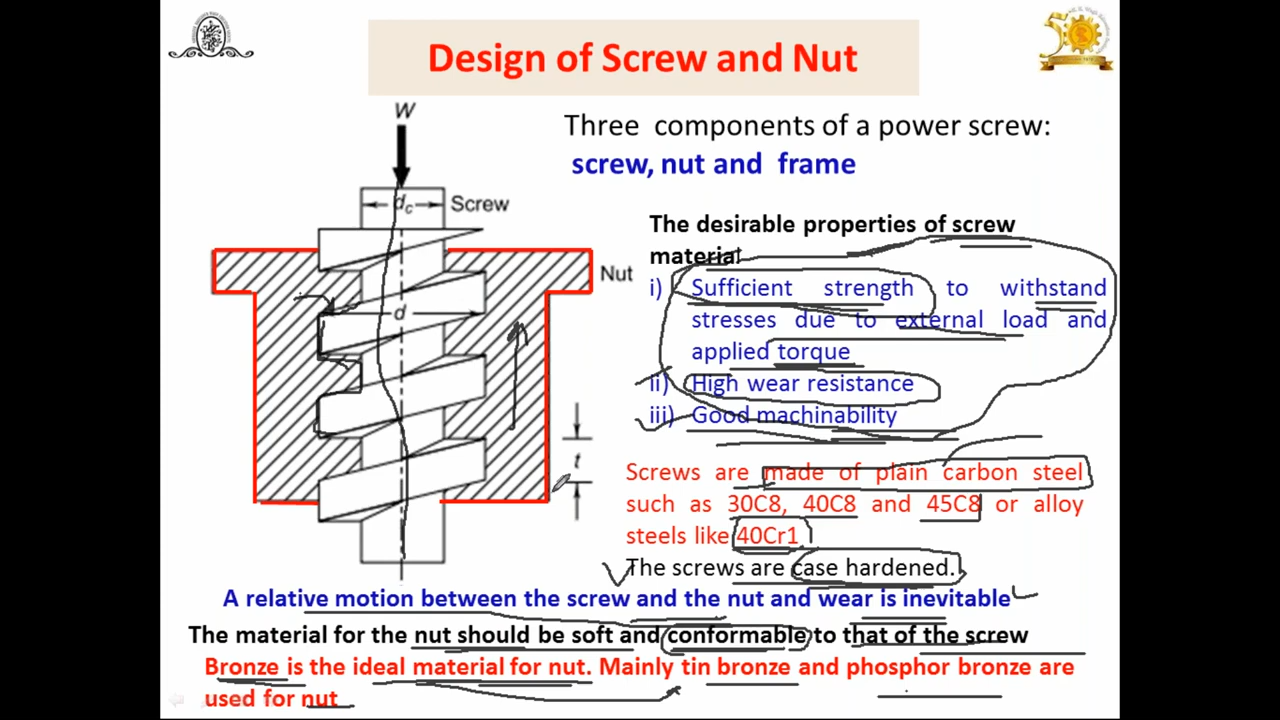 Design of Screw and Nut
W
d_c
Screw
Nut
d
t
Three components of a power screw:
screw, nut and frame
The desirable properties of screw
material
i) Sufficient strength to withstand
stresses due to external load and
applied torque
ii) High wear resistance
iii) Good machinability
Screws are made of plain carbon steel
such as 30C8, 40C8 and 45C8 or alloy
steels like 40Cr1.
The screws are case hardened.
A relative motion between the screw and the nut and wear is inevitable
The material for the nut should be soft and conformable to that of the screw
Bronze is the ideal material for nut. Mainly tin bronze and phosphor bronze are
used for nut